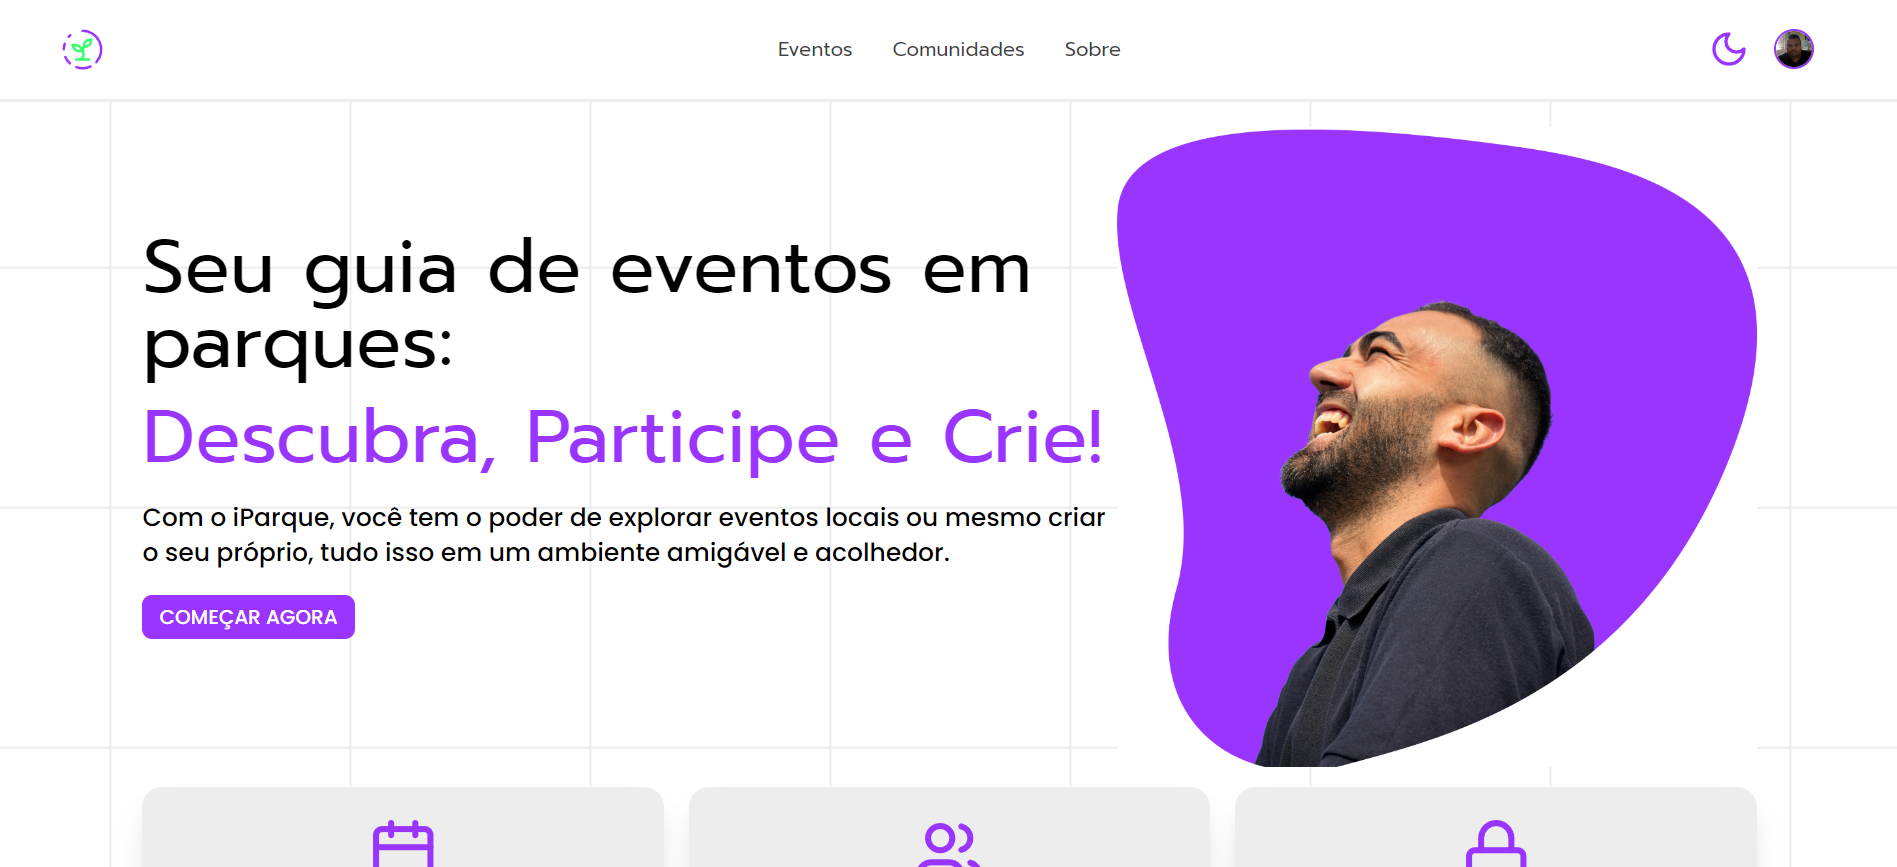 Eventos
Comunidades
Sobre
Seu guia de eventos em
parques:
Descubra, Participe e Crie!
Com o iParque, você tem o poder de explorar eventos locais ou mesmo criar
o seu próprio, tudo isso em um ambiente amigável e acolhedor.
COMEÇAR AGORA